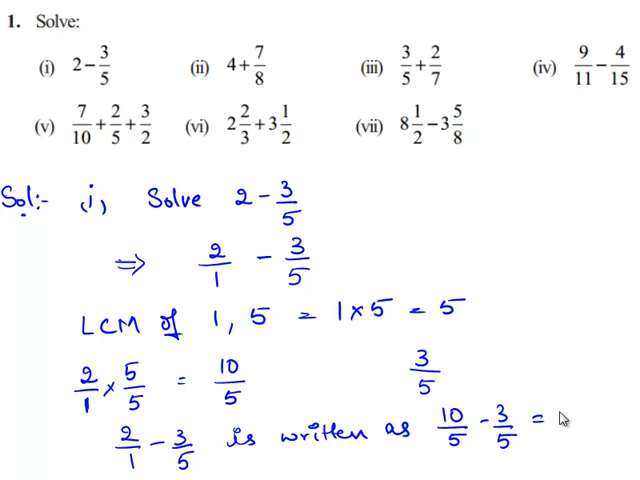 1. Solve:
(i) 2 − 3/5 (ii) 4 + 7/8 (iii) 3/5 + 2/7 (iv) 9/11 − 4/15
(v) 7/10 + 2/5 + 3/2 (vi) 2 2/3 + 3 1/2 (vii) 8 1/2 − 3 5/8
Sol:- (i) Solve 2 − 3/5
⇒ 2/1 − 3/5
LCM of 1, 5 = 1 × 5 = 5
2/1 × 5/5 = 10/5 3/5
2/1 − 3/5 is written as 10/5 − 3/5 =